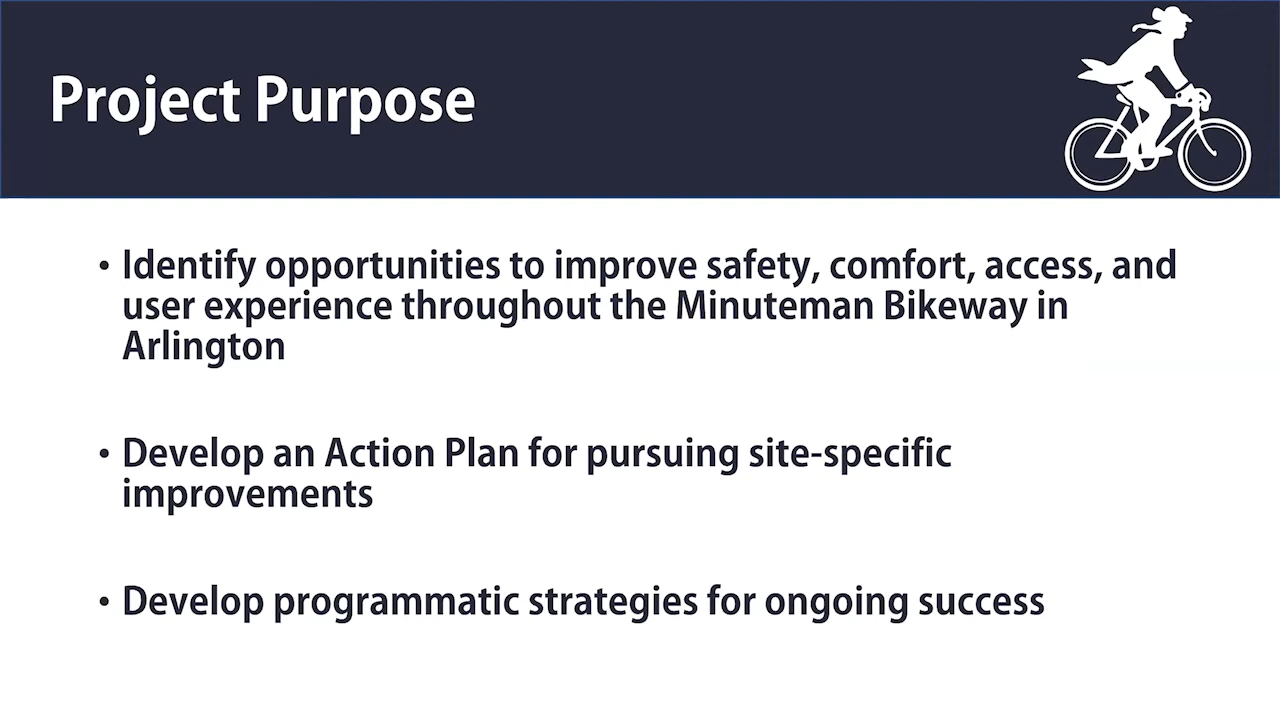 Project Purpose
• Identify opportunities to improve safety, comfort, access, and
user experience throughout the Minuteman Bikeway in
Arlington
• Develop an Action Plan for pursuing site-specific
improvements
• Develop programmatic strategies for ongoing success